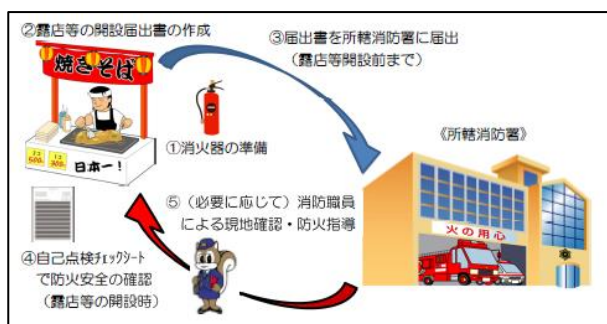 ②露店等の開設届出書の作成
③届出書を所轄消防署に届出
(露店等開設前まで)
焼きそば
日本一!
①消火器の準備
《所轄消防署》
火の用心
⑤(必要に応じて)消防職員
による現地確認・防火指導
④自己点検チェックシート
で防火安全の確認
(露店等の開設時)